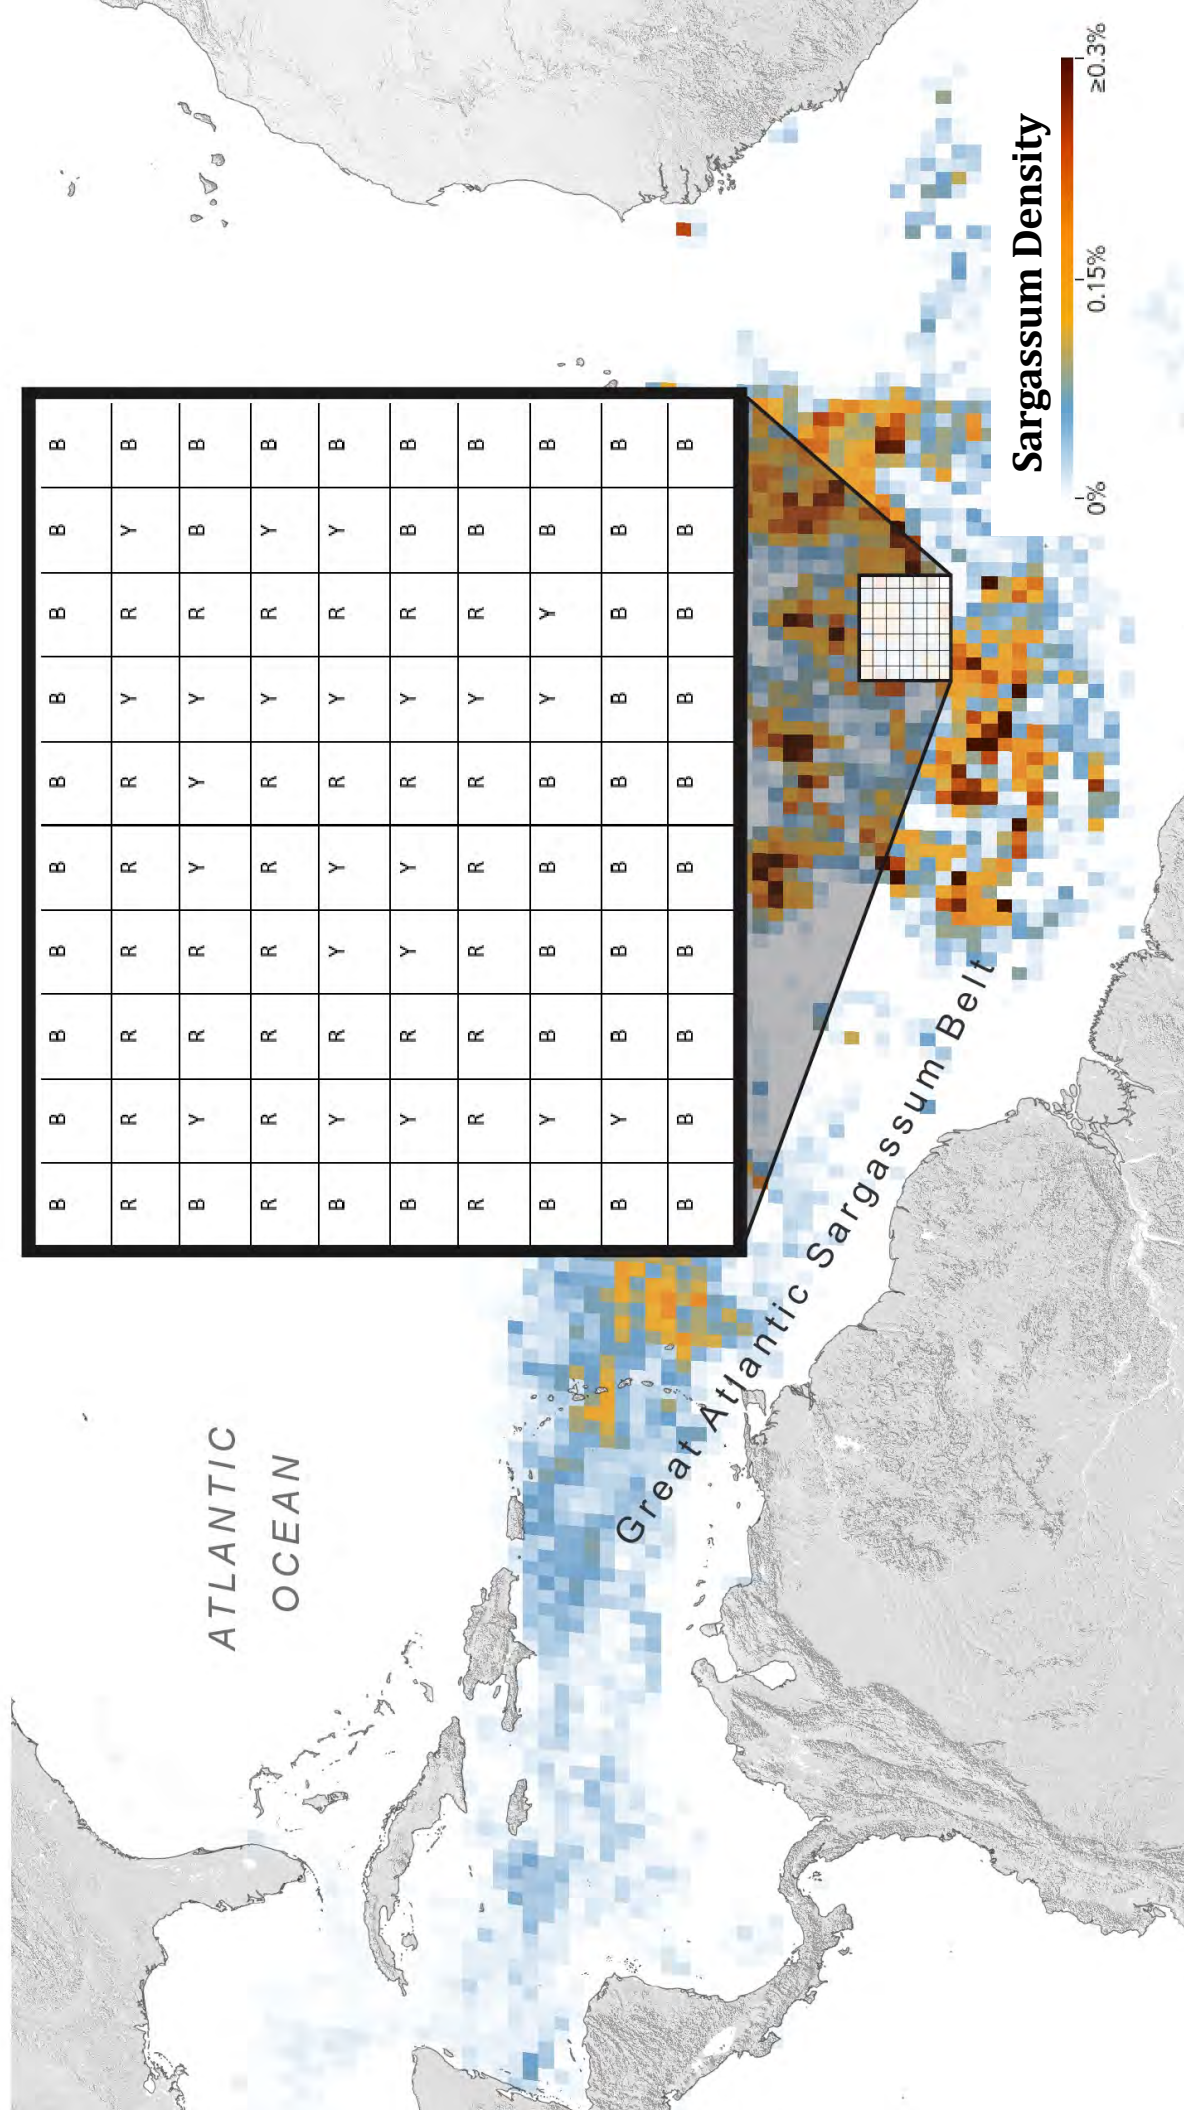 B B B B B B B B B B
R R R R R R Y R Y B
B Y R R Y Y Y R B B
R R R R R R Y R Y B
B Y R Y Y R Y R Y B
B Y R Y Y R Y R B B
R R R R R R Y R B B
B Y B B B B Y Y B B
B Y B B B B B B B B
B B B B B B B B B B
ATLANTIC
OCEAN
Great Atlantic Sargassum Belt
Sargassum Density
0% 0.15% ≥0.3%